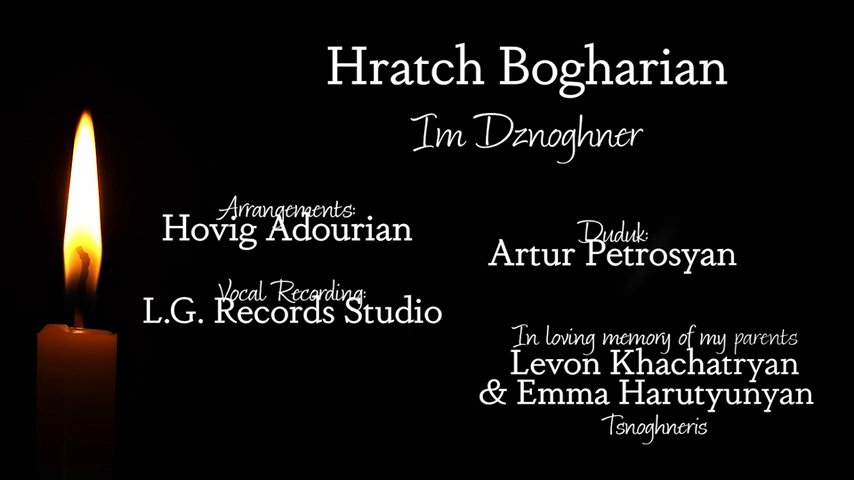 Hratch Bogharian
Im Dznoghner
Arrangements:
Hovig Adourian
Vocal Recording:
L.G. Records Studio
Duduk:
Artur Petrosyan
In loving memory of my parents
Levon Khachatryan
& Emma Harutyunyan
Tsnoghneris